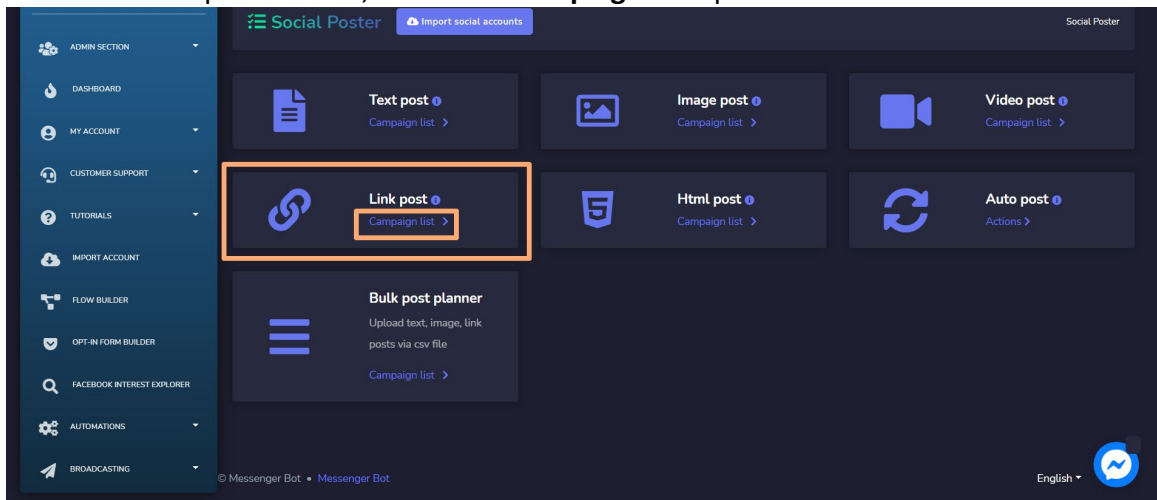 Social Poster
Import social accounts
Social Poster
ADMIN SECTION
DASHBOARD
MY ACCOUNT
CUSTOMER SUPPORT
TUTORIALS
IMPORT ACCOUNT
FLOW BUILDER
OPT-IN FORM BUILDER
FACEBOOK INTEREST EXPLORER
AUTOMATIONS
BROADCASTING
Text post
Campaign list >
Image post
Campaign list >
Video post
Campaign list >
Link post
Campaign list >
Html post
Campaign list >
Auto post
Actions >
Bulk post planner
Upload text, image, link
posts via csv file
Campaign list >
© Messenger Bot • Messenger Bot
English